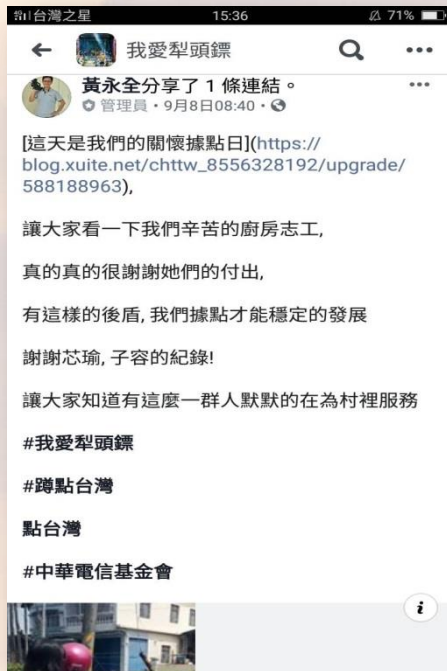 台灣之星 15:36 71%
我愛犁頭鏢
黃永全分享了 1 條連結。
管理員・9月8日08:40・
[這天是我們的關懷據點日](https://
blog.xuite.net/chttw_8556328192/upgrade/
588188963),
讓大家看一下我們辛苦的廚房志工,
真的真的很謝謝她們的付出,
有這樣的後盾, 我們據點才能穩定的發展
謝謝芯瑜, 子容的紀錄!
讓大家知道有這麼一群人默默的在為村裡服務
#我愛犁頭鏢
#蹲點台灣
點台灣
#中華電信基金會